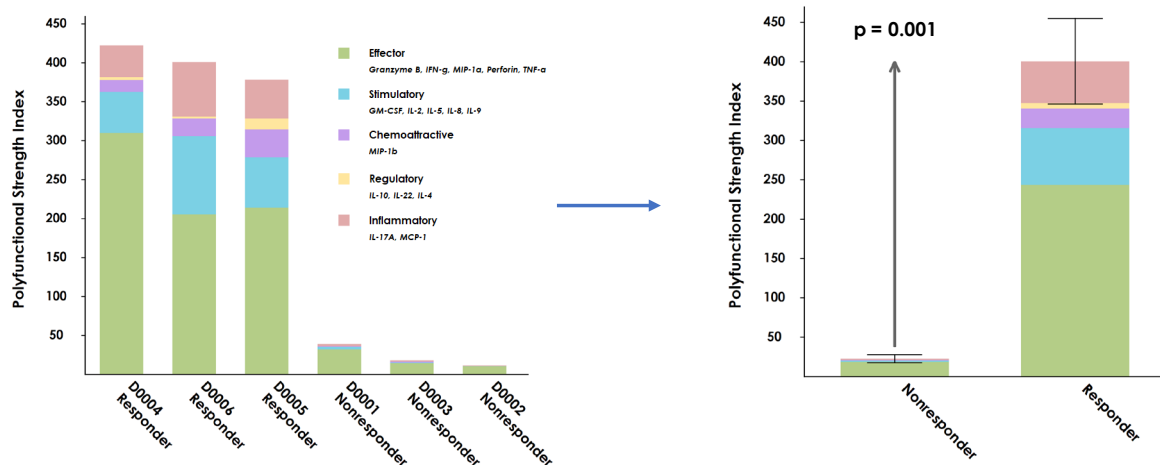 Polyfunctional Strength Index
450
400
350
300
250
200
150
100
50
D0004
Responder
D0006
Responder
D0005
Responder
D0001
Nonresponder
D0003
Nonresponder
D0002
Nonresponder
Effector
Granzyme B, IFN-g, MIP-1a, Perforin, TNF-a
Stimulatory
GM-CSF, IL-2, IL-5, IL-8, IL-9
Chemoattractive
MIP-1b
Regulatory
IL-10, IL-22, IL-4
Inflammatory
IL-17A, MCP-1
Polyfunctional Strength Index
450
400
350
300
250
200
150
100
50
p = 0.001
Nonresponder
Responder